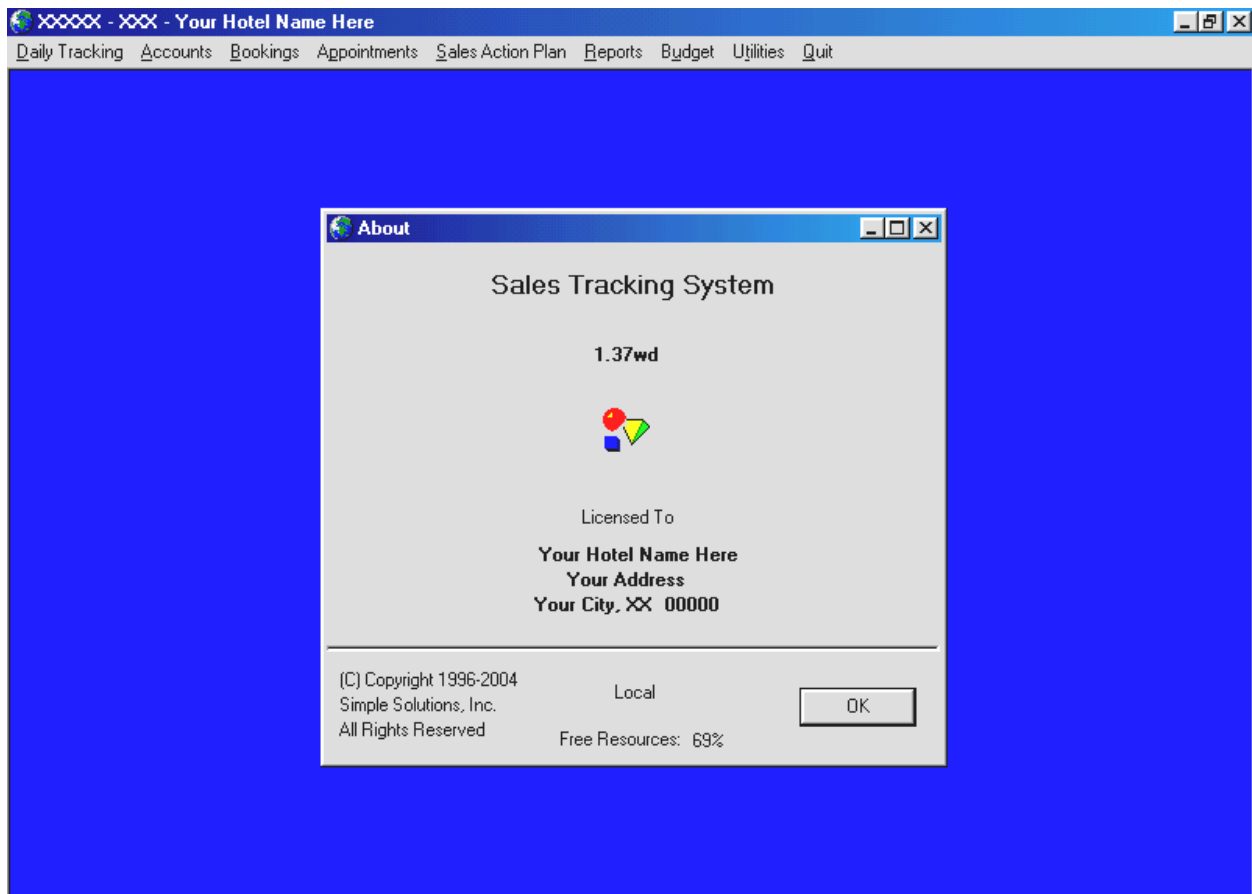 XXXXX - XXX - Your Hotel Name Here
Daily Tracking Accounts Bookings Appointments Sales Action Plan Reports Budget Utilities Quit
About
Sales Tracking System
1.37wd
Licensed To
Your Hotel Name Here
Your Address
Your City, XX 00000
(C) Copyright 1996-2004
Simple Solutions, Inc.
All Rights Reserved
Local
Free Resources: 69%
OK